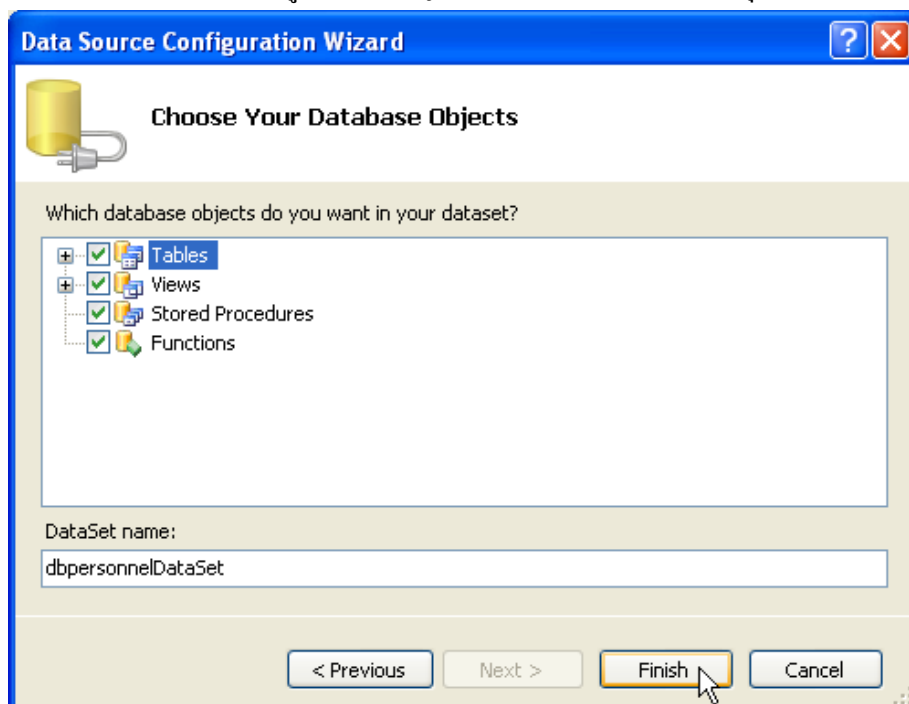 Data Source Configuration Wizard
Choose Your Database Objects
Which database objects do you want in your dataset?
Tables
Views
Stored Procedures
Functions
DataSet name:
dbpersonnelDataSet
< Previous Next > Finish Cancel